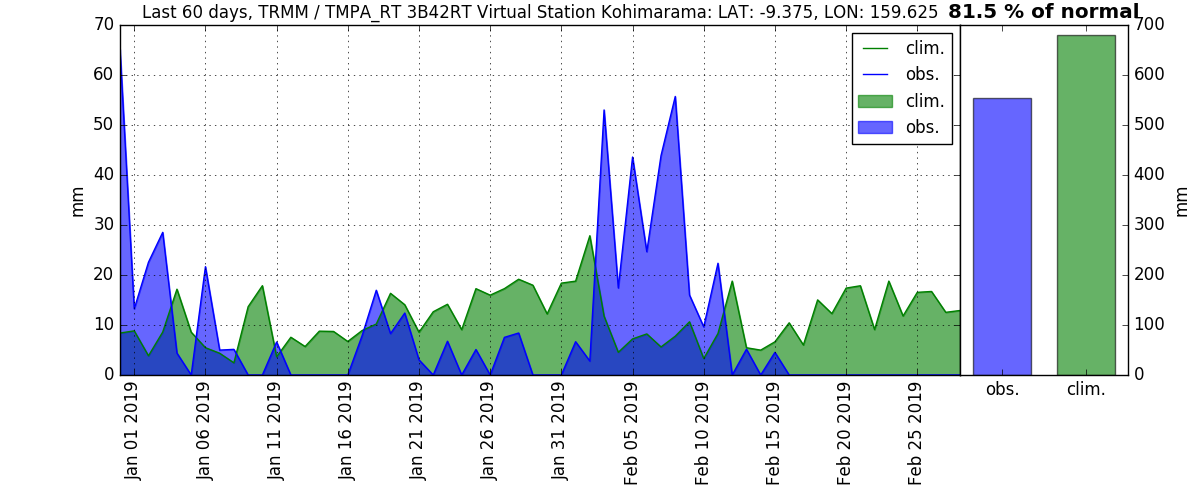 Last 60 days, TRMM / TMPA_RT 3B42RT Virtual Station Kohimarama: LAT: -9.375, LON: 159.625
81.5 % of normal
70
60
50
40
30
20
10
0
mm
clim.
obs.
clim.
obs.
700
600
500
400
300
200
100
0
mm
obs.
clim.
Jan 01 2019
Jan 06 2019
Jan 11 2019
Jan 16 2019
Jan 21 2019
Jan 26 2019
Jan 31 2019
Feb 05 2019
Feb 10 2019
Feb 15 2019
Feb 20 2019
Feb 25 2019